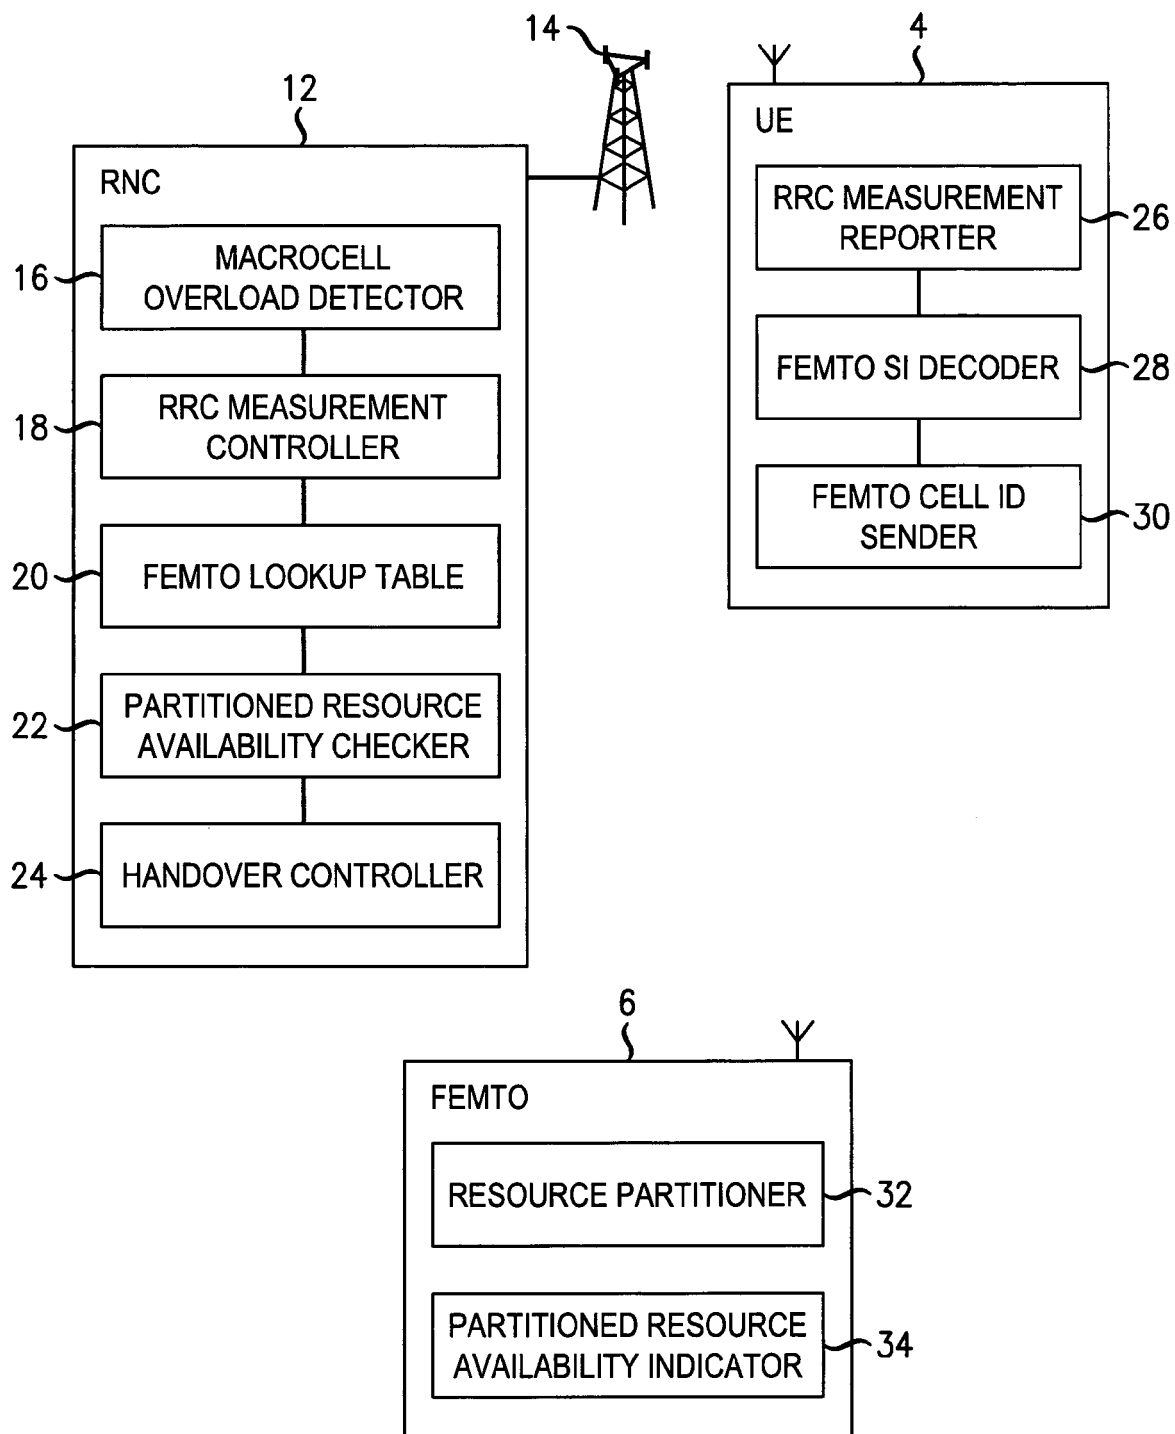 14
4
12
UE
RNC
RRC MEASUREMENT
REPORTER
26
MACROCELL
OVERLOAD DETECTOR
16
FEMTO SI DECODER
28
RRC MEASUREMENT
CONTROLLER
18
FEMTO CELL ID
SENDER
30
FEMTO LOOKUP TABLE
20
PARTITIONED RESOURCE
AVAILABILITY CHECKER
22
HANDOVER CONTROLLER
24
6
FEMTO
RESOURCE PARTITIONER
32
PARTITIONED RESOURCE
AVAILABILITY INDICATOR
34